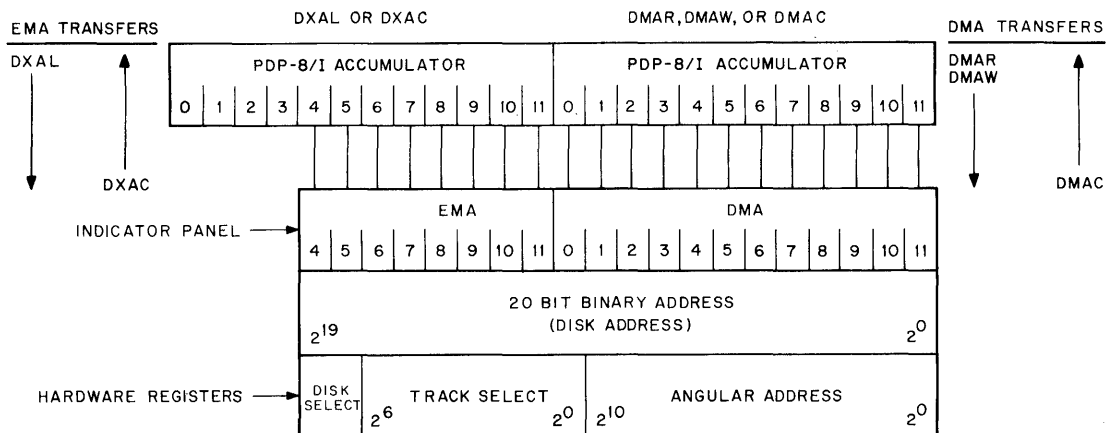 DXAL OR DXAC
DMAR, DMAW, OR DMAC
EMA TRANSFERS
DMA TRANSFERS
DXAL
DXAC
PDP-8/I ACCUMULATOR
PDP-8/I ACCUMULATOR
DMAR
DMAW
DMAC
0 1 2 3 4 5 6 7 8 9 10 11 0 1 2 3 4 5 6 7 8 9 10 11
INDICATOR PANEL
EMA
DMA
4 5 6 7 8 9 10 11 0 1 2 3 4 5 6 7 8 9 10 11
20 BIT BINARY ADDRESS
(DISK ADDRESS)
2^19
2^0
HARDWARE REGISTERS
DISK
SELECT
2^6 TRACK SELECT 2^0
2^10 ANGULAR ADDRESS 2^0